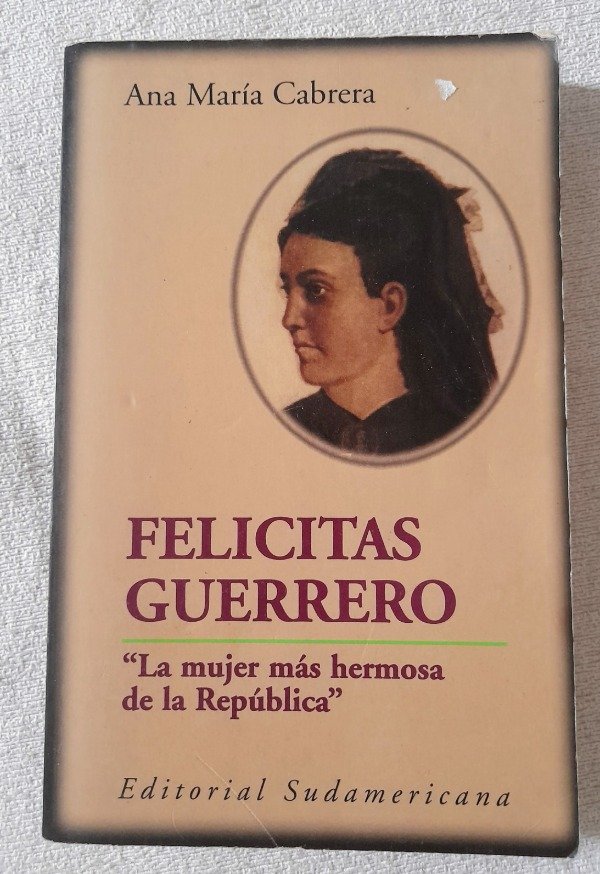 Ana María Cabrera
FELICITAS
GUERRERO
“La mujer más hermosa
de la República”
Editorial Sudamericana